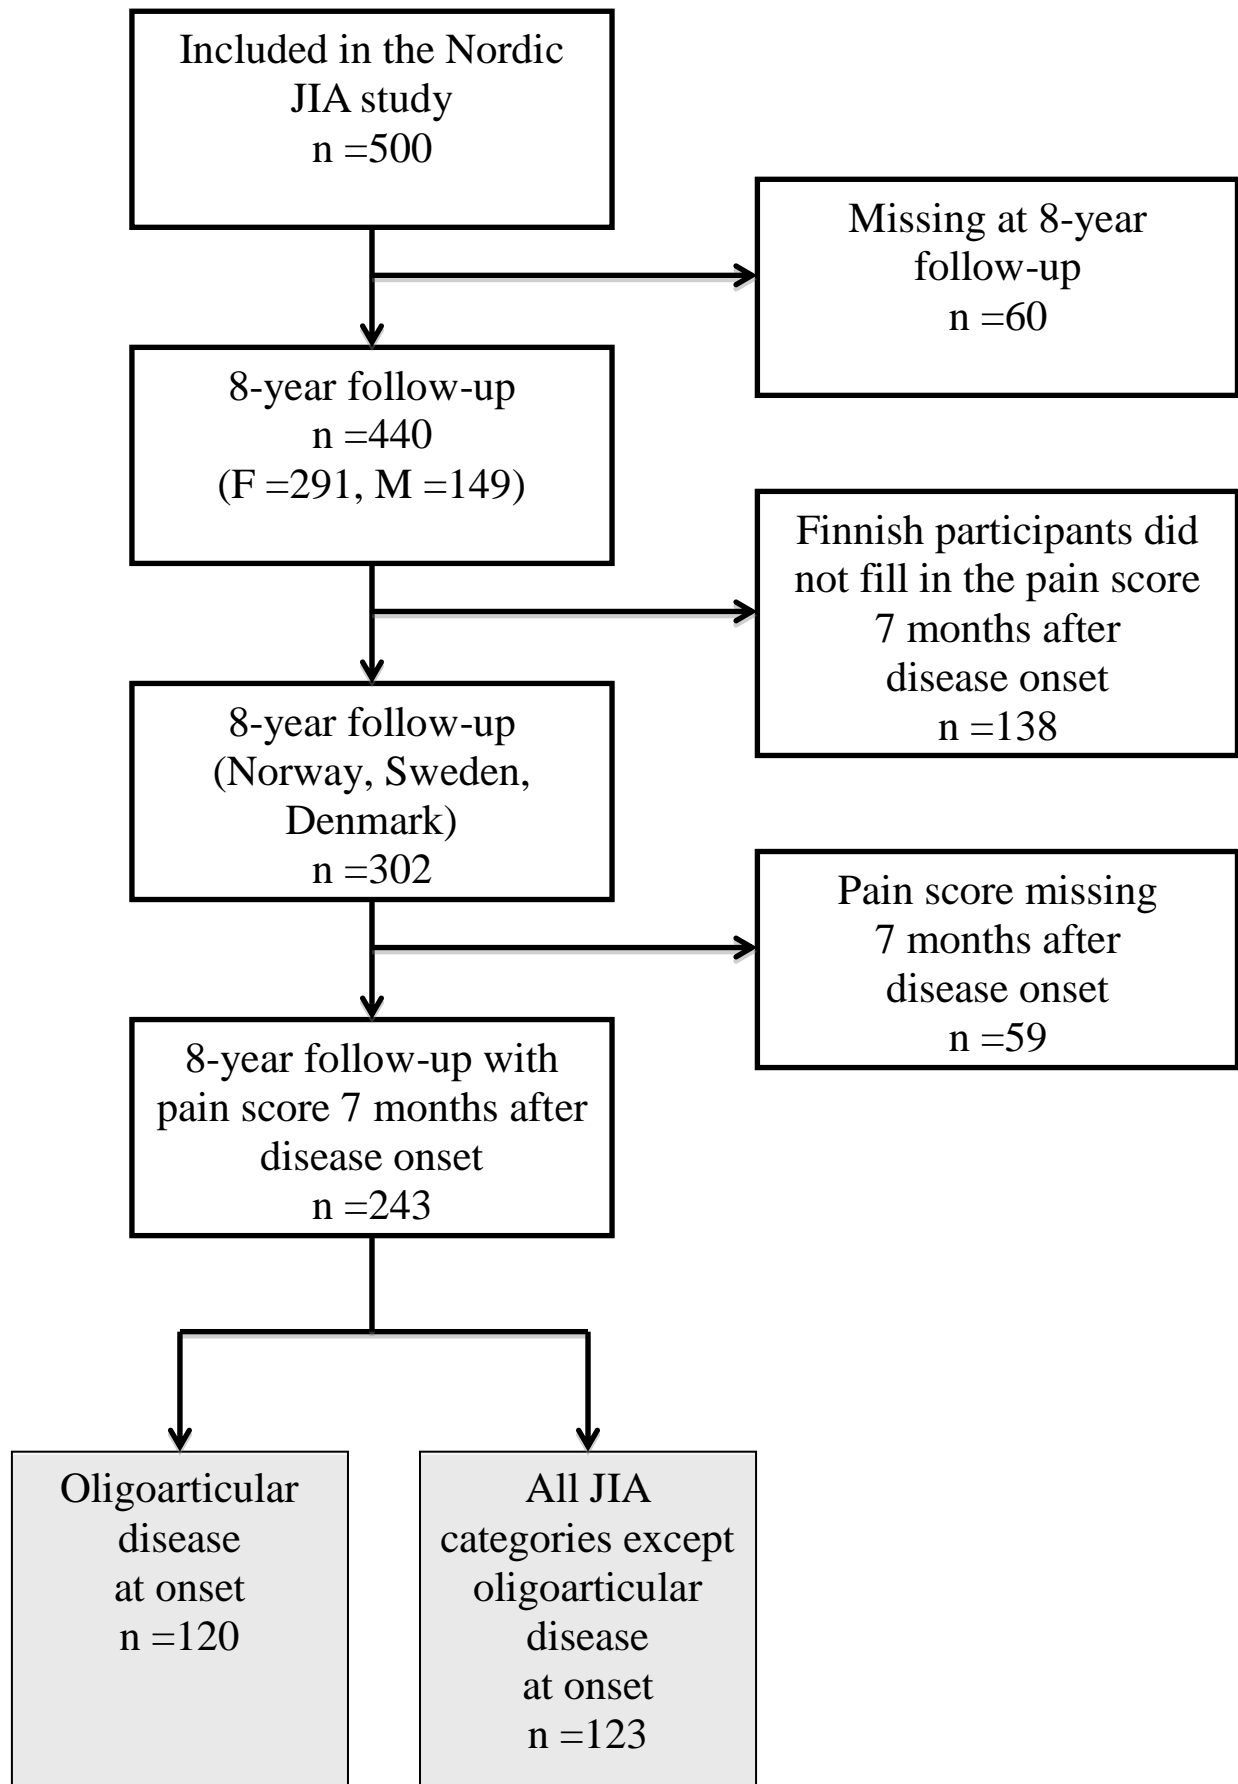 Included in the Nordic
JIA study
n =500
Missing at 8-year
follow-up
n =60
8-year follow-up
n =440
(F =291, M =149)
Finnish participants did
not fill in the pain score
7 months after
disease onset
n =138
8-year follow-up
(Norway, Sweden,
Denmark)
n =302
Pain score missing
7 months after
disease onset
n =59
8-year follow-up with
pain score 7 months after
disease onset
n =243
Oligoarticular
disease
at onset
n =120
All JIA
categories except
oligoarticular
disease
at onset
n =123